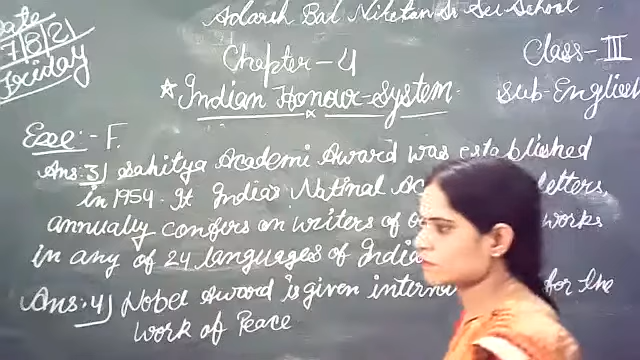 Date
7/8/21
Friday
Adarsh Bal Niketan Sr Sec School
Chapter - 4
Class - III
* Indian Honour - System
Sub - English
Exe :- F.
Ans: 3) Sahitya Academi Award was established
in 1954. It India's National letters,
annually confers on writers of works
in any of 24 languages of India
Ans: 4) Nobel Award is given for the
work of Peace